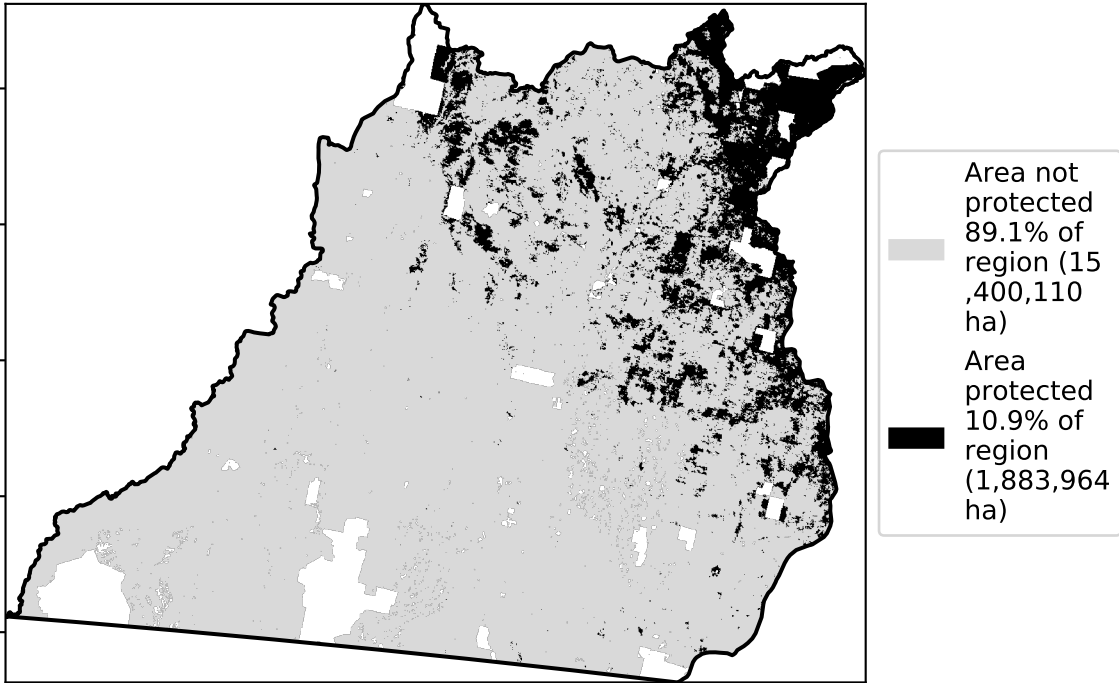 Area not
protected
89.1% of
region (15
,400,110
ha)
Area
protected
10.9% of
region
(1,883,964
ha)